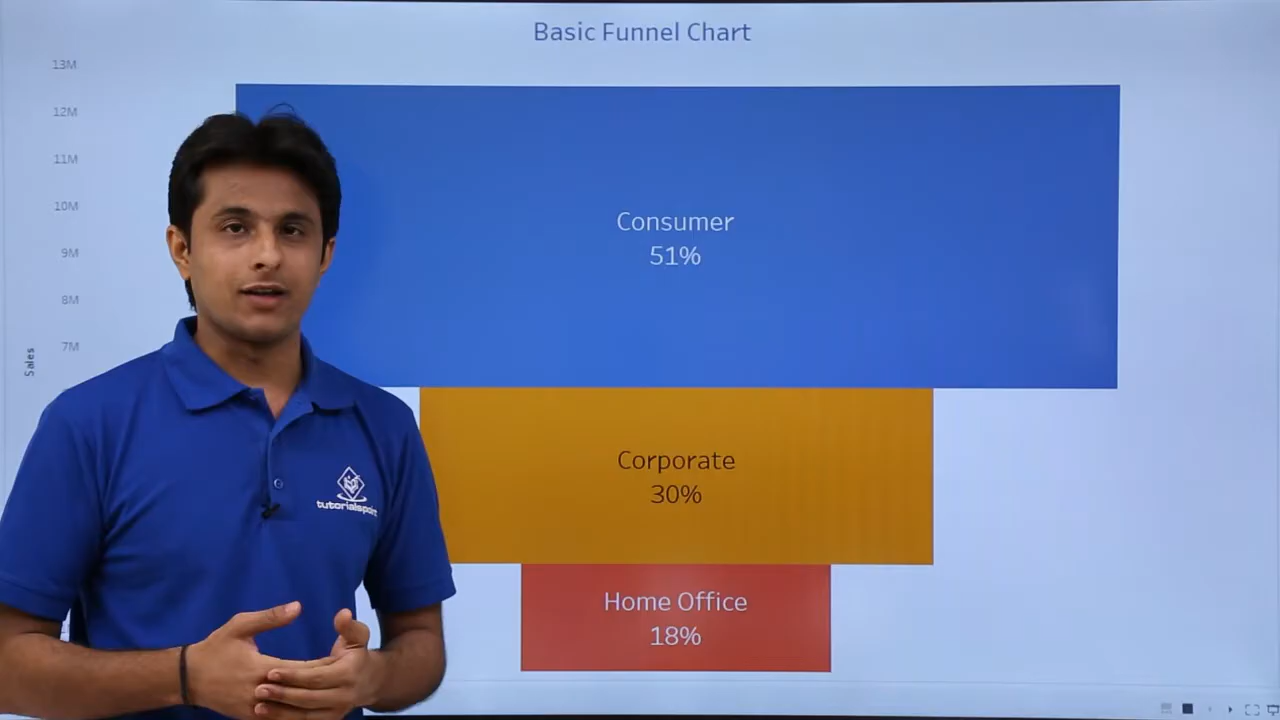 Basic Funnel Chart
13M
12M
11M
10M
9M
8M
7M
Sales
Consumer
51%
Corporate
30%
tutorialspoint
Home Office
18%